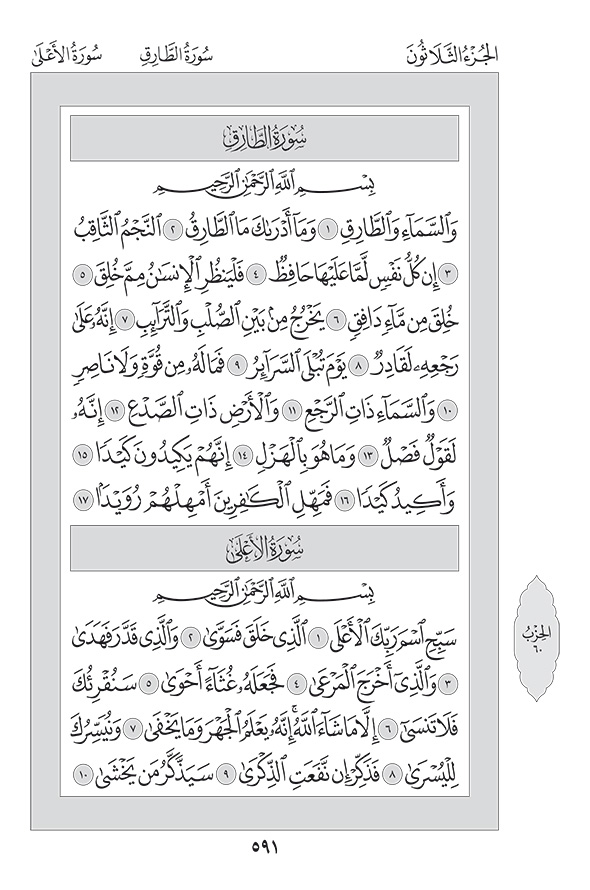 الجُزْءُ الثَّلَاثُونَ سُورَةُ الطَّارِقِ سُورَةُ الأَعْلَىٰ
سُورَةُ الطَّارِقِ
بِسْمِ ٱللَّهِ ٱلرَّحْمَٰنِ ٱلرَّحِيمِ
وَٱلسَّمَآءِ وَٱلطَّارِقِ ١ وَمَآ أَدْرَىٰكَ مَا ٱلطَّارِقُ ٢ ٱلنَّجْمُ ٱلثَّاقِبُ
٣ إِن كُلُّ نَفْسٍ لَّمَّا عَلَيْهَا حَافِظٌ ٤ فَلْيَنظُرِ ٱلْإِنسَٰنُ مِمَّ خُلِقَ ٥
خُلِقَ مِن مَّآءٍ دَافِقٍ ٦ يَخْرُجُ مِنۢ بَيْنِ ٱلصُّلْبِ وَٱلتَّرَآئِبِ ٧ إِنَّهُۥ عَلَىٰ
رَجْعِهِۦ لَقَادِرٌ ٨ يَوْمَ تُبْلَى ٱلسَّرَآئِرُ ٩ فَمَا لَهُۥ مِن قُوَّةٍ وَلَا نَاصِرٍ
١٠ وَٱلسَّمَآءِ ذَاتِ ٱلرَّجْعِ ١١ وَٱلْأَرْضِ ذَاتِ ٱلصَّدْعِ ١٢ إِنَّهُۥ
لَقَوْلٌ فَصْلٌ ١٣ وَمَا هُوَ بِٱلْهَزْلِ ١٤ إِنَّهُمْ يَكِيدُونَ كَيْدًا ١٥
وَأَكِيدُ كَيْدًا ١٦ فَمَهِّلِ ٱلْكَٰفِرِينَ أَمْهِلْهُمْ رُوَيْدًۢا ١٧
سُورَةُ الأَعْلَىٰ
بِسْمِ ٱللَّهِ ٱلرَّحْمَٰنِ ٱلرَّحِيمِ
سَبِّحِ ٱسْمَ رَبِّكَ ٱلْأَعْلَى ١ ٱلَّذِى خَلَقَ فَسَوَّىٰ ٢ وَٱلَّذِى قَدَّرَ فَهَدَىٰ
٣ وَٱلَّذِىٓ أَخْرَجَ ٱلْمَرْعَىٰ ٤ فَجَعَلَهُۥ غُثَآءً أَحْوَىٰ ٥ سَنُقْرِئُكَ
فَلَا تَنسَىٰٓ ٦ إِلَّا مَا شَآءَ ٱللَّهُ ۚ إِنَّهُۥ يَعْلَمُ ٱلْجَهْرَ وَمَا يَخْفَىٰ ٧ وَنُيَسِّرُكَ
لِلْيُسْرَىٰ ٨ فَذَكِّرْ إِن نَّفَعَتِ ٱلذِّكْرَىٰ ٩ سَيَذَّكَّرُ مَن يَخْشَىٰ ١٠
الحِزْبُ
٦٠
٥٩١